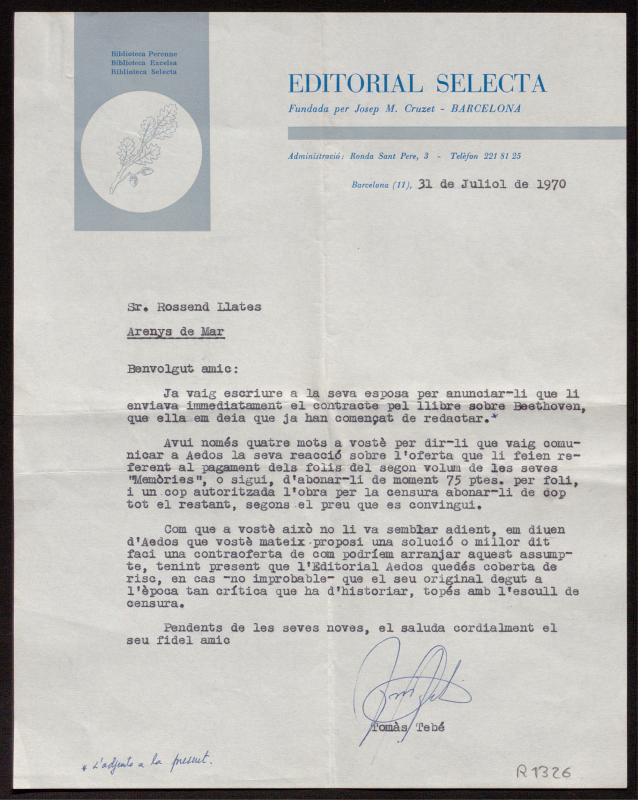 Biblioteca Perenne
Biblioteca Excelsa
Biblioteca Selecta
EDITORIAL SELECTA
Fundada per Josep M. Cruzet - BARCELONA
Administració: Ronda Sant Pere, 3 - Telèfon 221 81 25
Barcelona (11), 31 de Juliol de 1970
Sr. Rossend Llates
Arenys de Mar
Benvolgut amic:
Ja vaig escriure a la seva esposa per anunciar-li que li
enviava immediatament el contracte pel llibre sobre Beethoven,
que ella em deia que ja han començat de redactar.*
Avui només quatre mots a vostè per dir-li que vaig comu-
nicar a Aedos la seva reacció sobre l'oferta que li feien re-
ferent al pagament dels folis del segon volum de les seves
"Memòries", o sigui, d'abonar-li de moment 75 ptes. per foli,
i un cop autoritzada l'obra per la censura abonar-li de cop
tot el restant, segons el preu que es convingui.
Com que a vostè això no li va semblar adient, em diuen
d'Aedos que vostè mateix proposi una solució o millor dit
faci una contraoferta de com podríem arranjar aquest assump-
te, tenint present que l'Editorial Aedos quedés coberta de
risc, en cas -no improbable- que el seu original degut a
l'època tan crítica que ha d'historiar, topés amb l'escull de
censura.
Pendents de les seves noves, el saluda cordialment el
seu fidel amic
Tomàs Tebé
* L'adjunto a la present.
R 1326